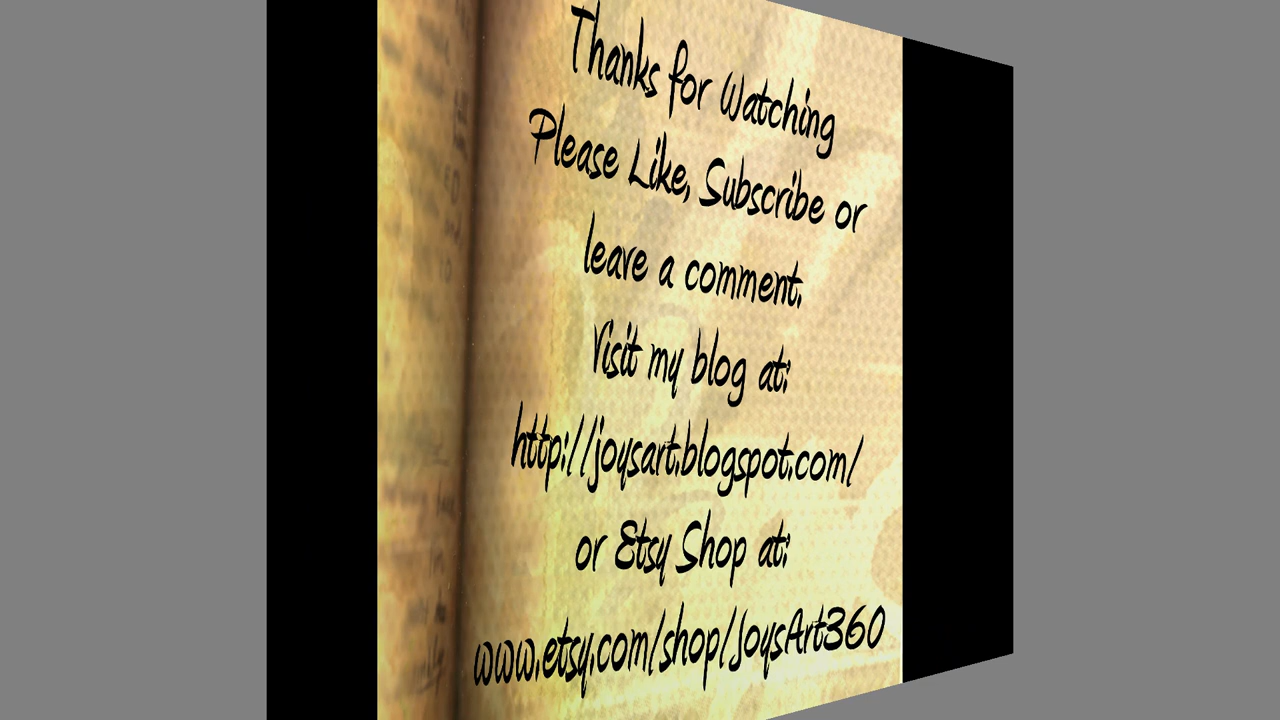 Thanks for Watching
Please Like, Subscribe or
leave a comment.
Visit my blog at:
http://joysart.blogspot.com/
or Etsy Shop at:
www.etsy.com/shop/JoysArt360